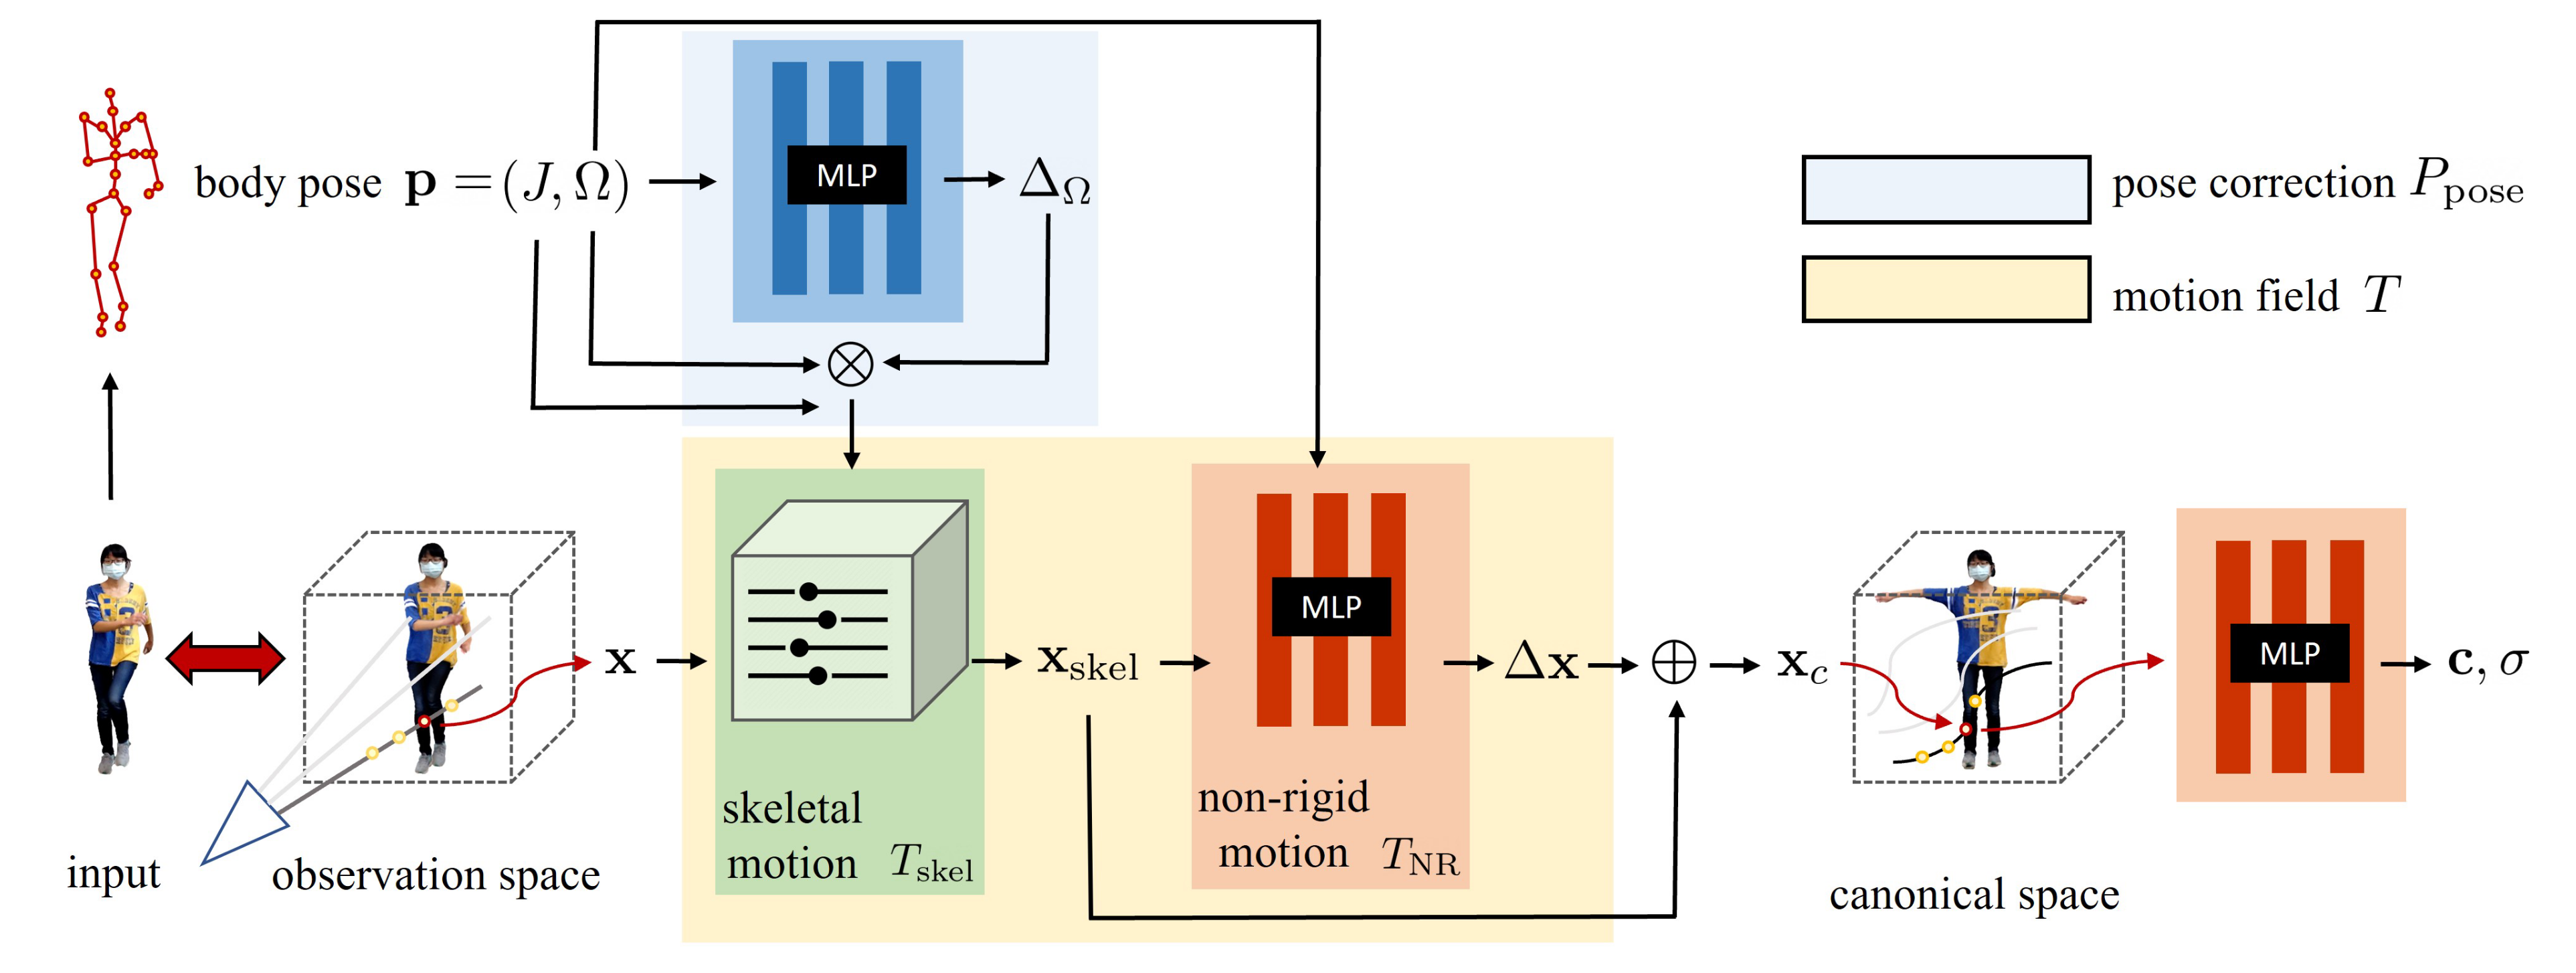 body pose p = (J, Ω)
MLP
Δ_Ω
pose correction P_pose
motion field T
x
x_skel
MLP
Δx
x_c
MLP
c, σ
skeletal
motion T_skel
non-rigid
motion T_NR
input
observation space
canonical space